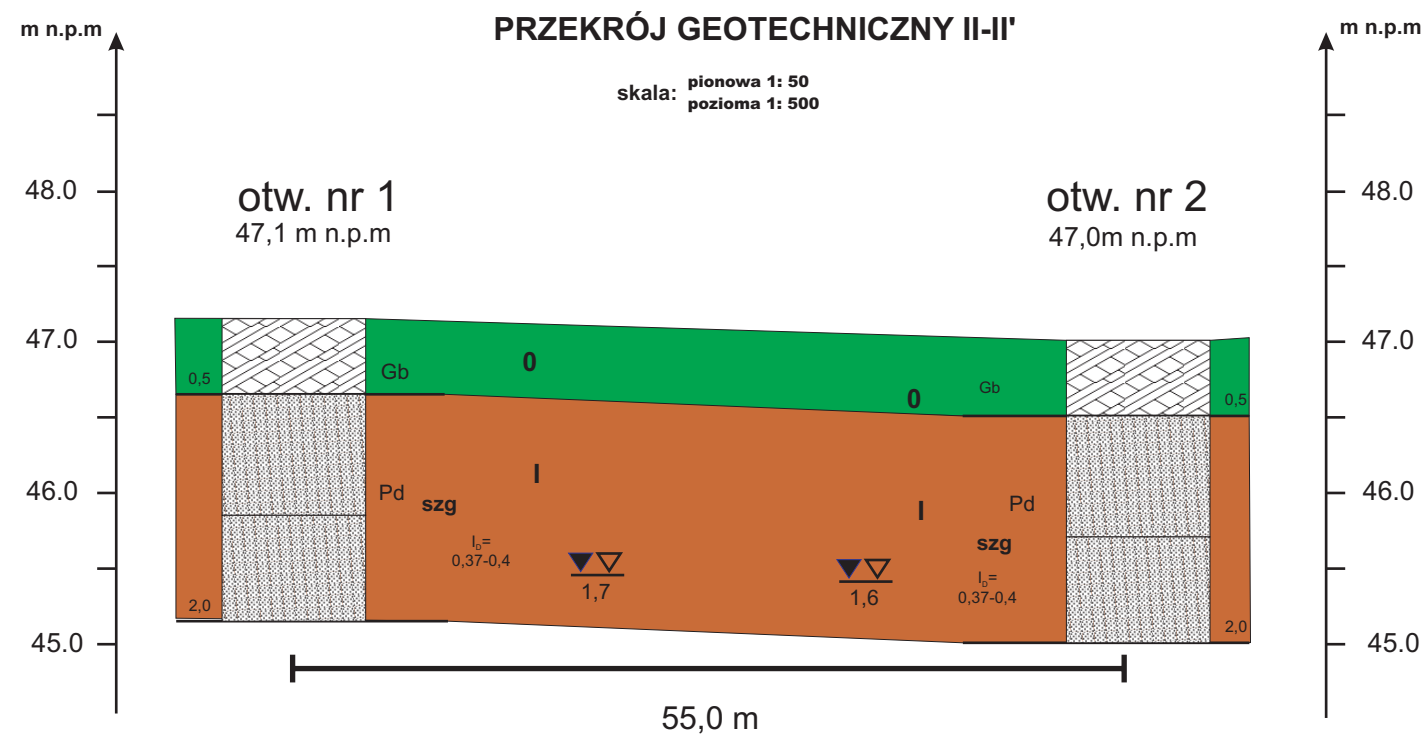 PRZEKRÓJ GEOTECHNICZNY II-II'
m n.p.m
m n.p.m
skala: pionowa 1: 50
pozioma 1: 500
48.0
48.0
otw. nr 1
47,1 m n.p.m
otw. nr 2
47,0m n.p.m
47.0
47.0
0,5
Gb
0
0
Gb
0,5
46.0
46.0
Pd
szg
I
I
Pd
szg
ID=
0,37-0,4
ID=
0,37-0,4
1,7
1,6
2,0
2,0
45.0
45.0
55,0 m